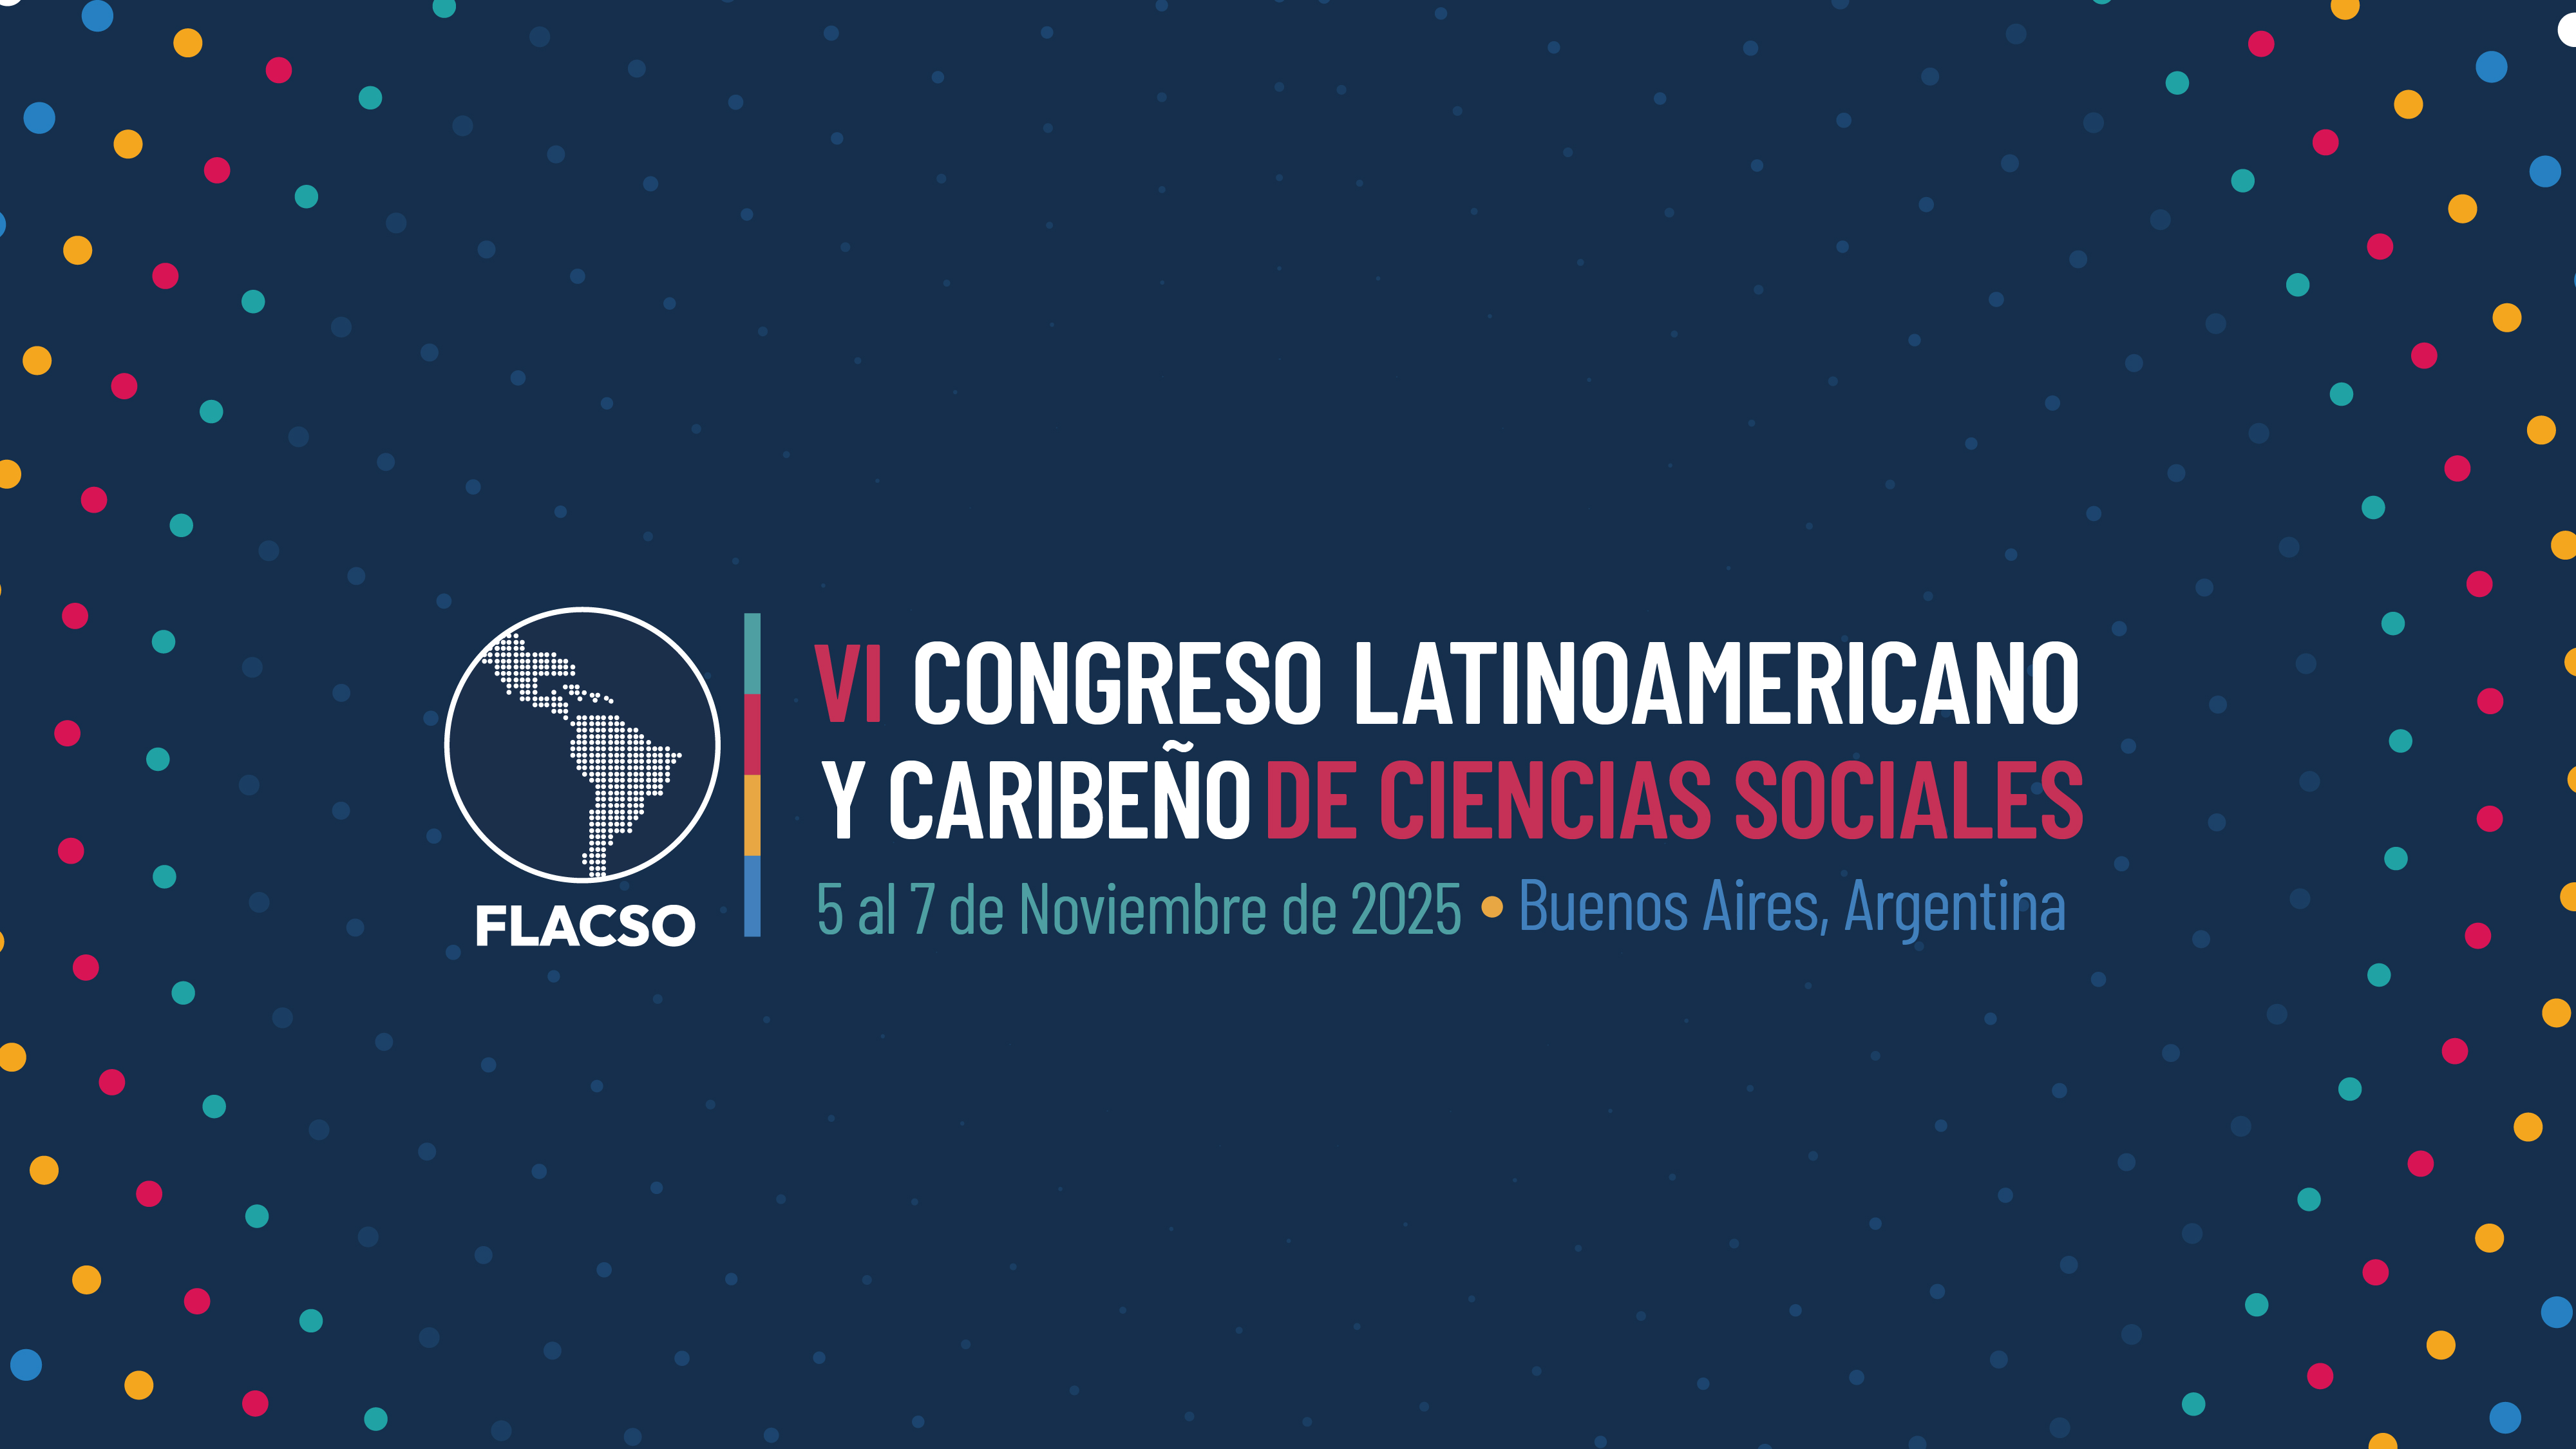 FLACSO
VI CONGRESO LATINOAMERICANO
Y CARIBEÑO DE CIENCIAS SOCIALES
5 al 7 de Noviembre de 2025 • Buenos Aires, Argentina